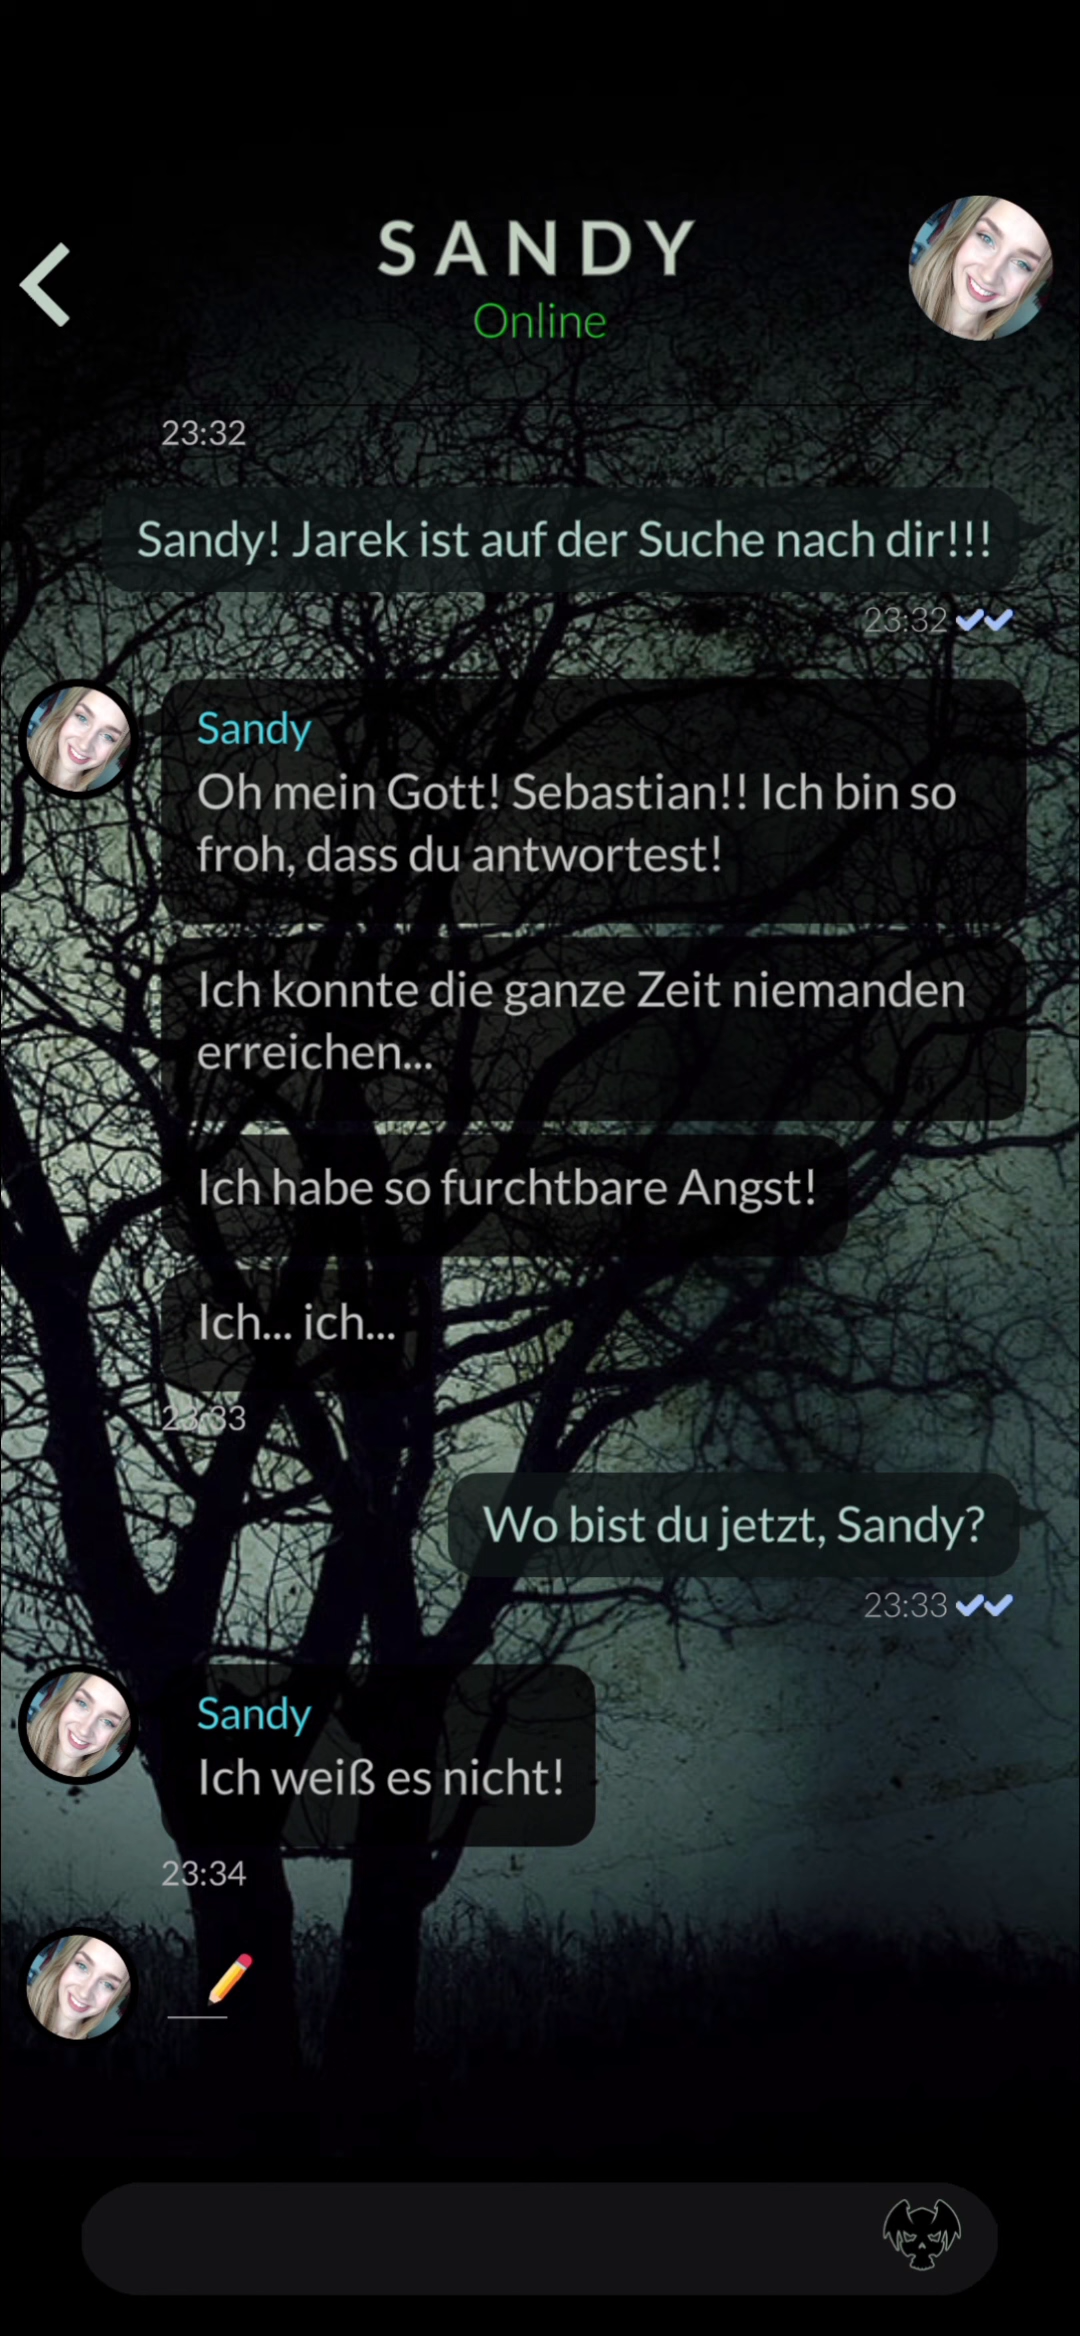 SANDY
Online
23:32
Sandy! Jarek ist auf der Suche nach dir!!!
23:32
Sandy
Oh mein Gott! Sebastian!! Ich bin so
froh, dass du antwortest!
Ich konnte die ganze Zeit niemanden
erreichen...
Ich habe so furchtbare Angst!
Ich... ich...
23:33
Wo bist du jetzt, Sandy?
23:33
Sandy
Ich weiß es nicht!
23:34